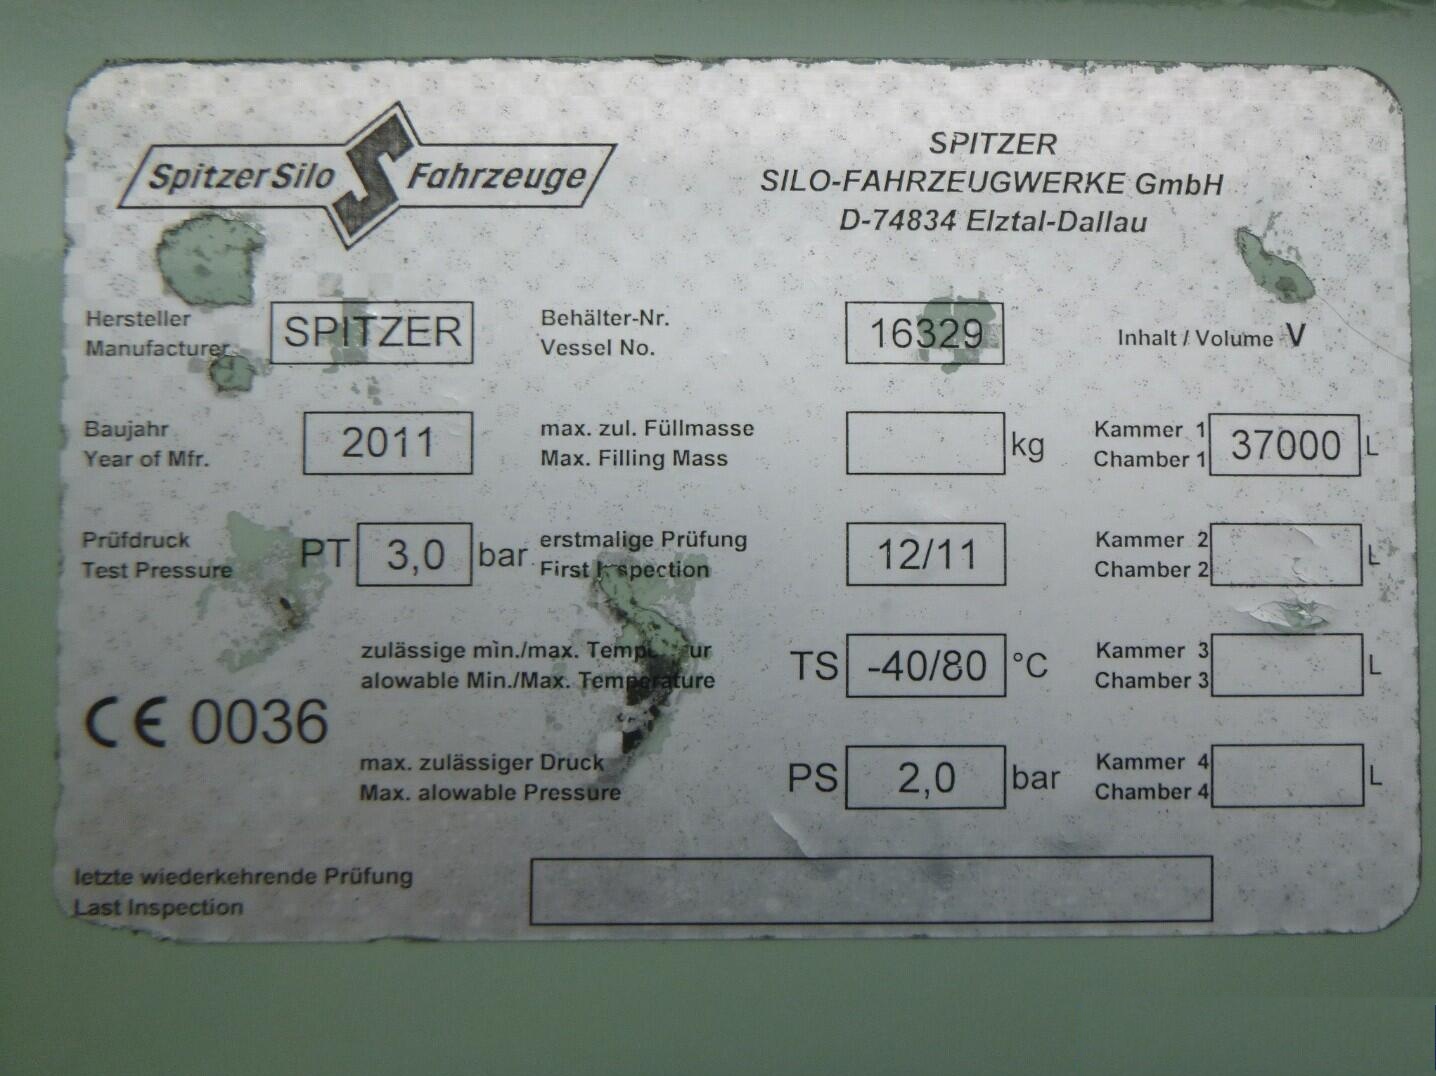 Spitzer Silo Fahrzeuge
SPITZER
SILO-FAHRZEUGWERKE GmbH
D-74834 Elztal-Dallau
Hersteller
Manufacturer
SPITZER
Behälter-Nr.
Vessel No.
16329
Inhalt / Volume V
Baujahr
Year of Mfr.
2011
max. zul. Füllmasse
Max. Filling Mass
kg
Kammer 1
Chamber 1
37000 L
Prüfdruck
Test Pressure
PT 3,0 bar
erstmalige Prüfung
First Inspection
12/11
Kammer 2
Chamber 2
L
zulässige min./max. Temperatur
alowable Min./Max. Temperature
TS -40/80 °C
Kammer 3
Chamber 3
L
CE 0036
max. zulässiger Druck
Max. alowable Pressure
PS 2,0 bar
Kammer 4
Chamber 4
L
letzte wiederkehrende Prüfung
Last Inspection